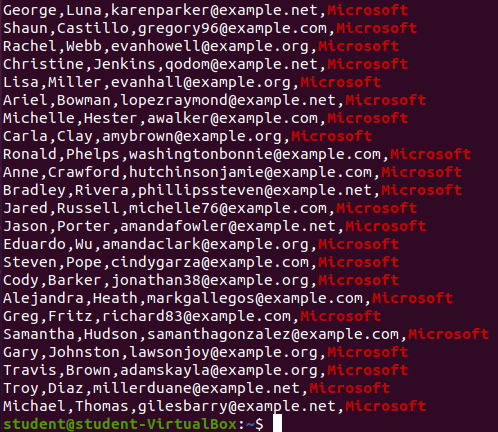 George,Luna,karenparker@example.net,Microsoft
Shaun,Castillo,gregory96@example.com,Microsoft
Rachel,Webb,evanhowell@example.org,Microsoft
Christine,Jenkins,qodom@example.net,Microsoft
Lisa,Miller,evanhall@example.org,Microsoft
Ariel,Bowman,lopezraymond@example.net,Microsoft
Michelle,Hester,awalker@example.com,Microsoft
Carla,Clay,amybrown@example.org,Microsoft
Ronald,Phelps,washingtonbonnie@example.com,Microsoft
Anne,Crawford,hutchinsonjamie@example.com,Microsoft
Bradley,Rivera,phillipssteven@example.net,Microsoft
Jared,Russell,michelle76@example.com,Microsoft
Jason,Porter,amandafowler@example.net,Microsoft
Eduardo,Wu,amandaclark@example.org,Microsoft
Steven,Pope,cindygarza@example.com,Microsoft
Cody,Barker,jonathan38@example.org,Microsoft
Alejandra,Heath,markgallegos@example.com,Microsoft
Greg,Fritz,richard83@example.com,Microsoft
Samantha,Hudson,samanthagonzalez@example.com,Microsoft
Gary,Johnston,lawsonjoy@example.org,Microsoft
Travis,Brown,adamskayla@example.org,Microsoft
Troy,Diaz,millerduane@example.com,Microsoft
Michael,Thomas,gilesbarry@example.net,Microsoft
student@student-VirtualBox:~$